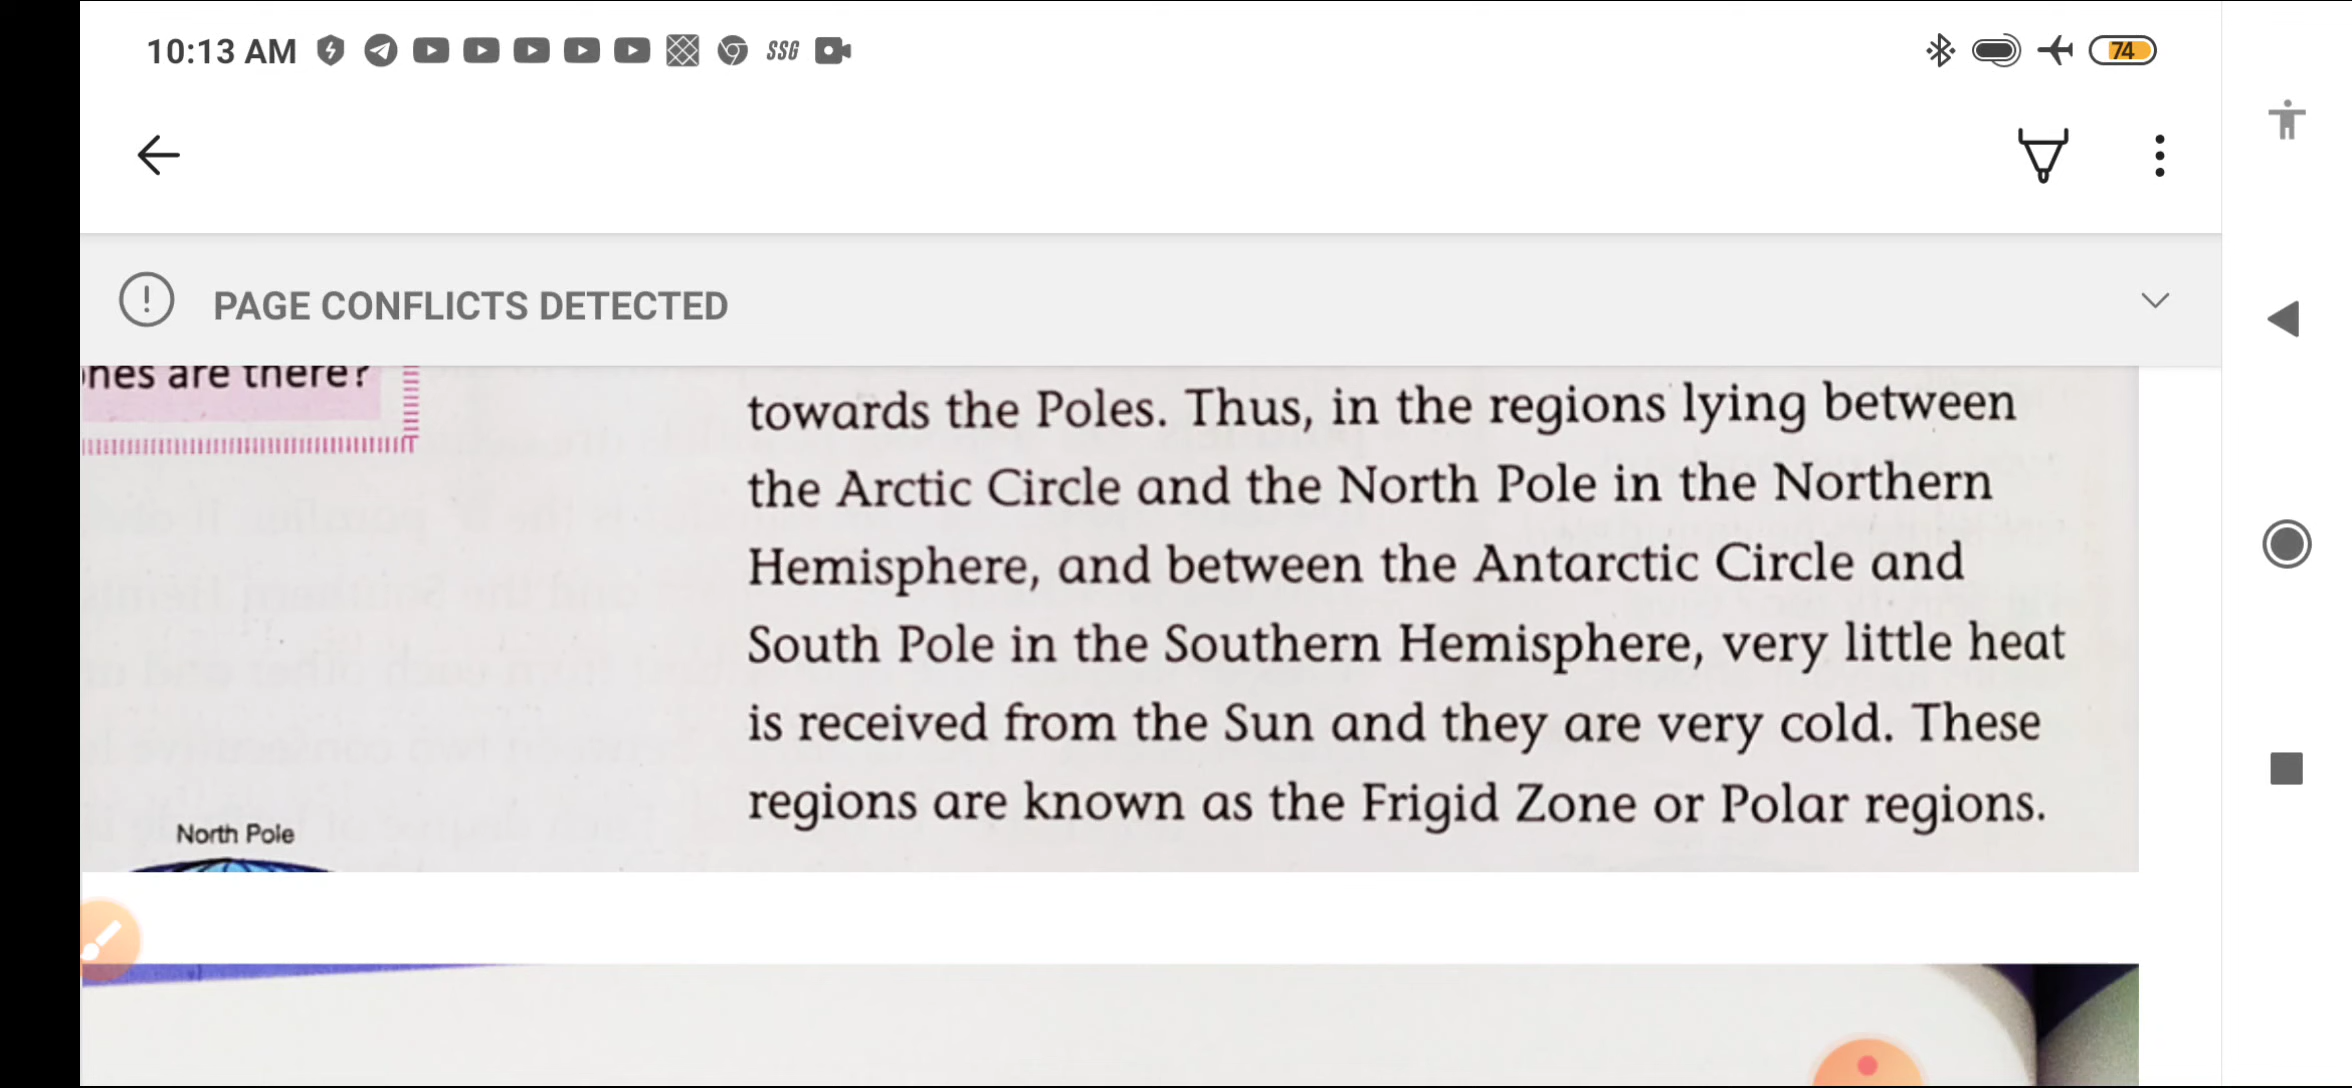 10:13 AM SSG 74
PAGE CONFLICTS DETECTED
nes are there?
towards the Poles. Thus, in the regions lying between
the Arctic Circle and the North Pole in the Northern
Hemisphere, and between the Antarctic Circle and
South Pole in the Southern Hemisphere, very little heat
is received from the Sun and they are very cold. These
regions are known as the Frigid Zone or Polar regions.
North Pole